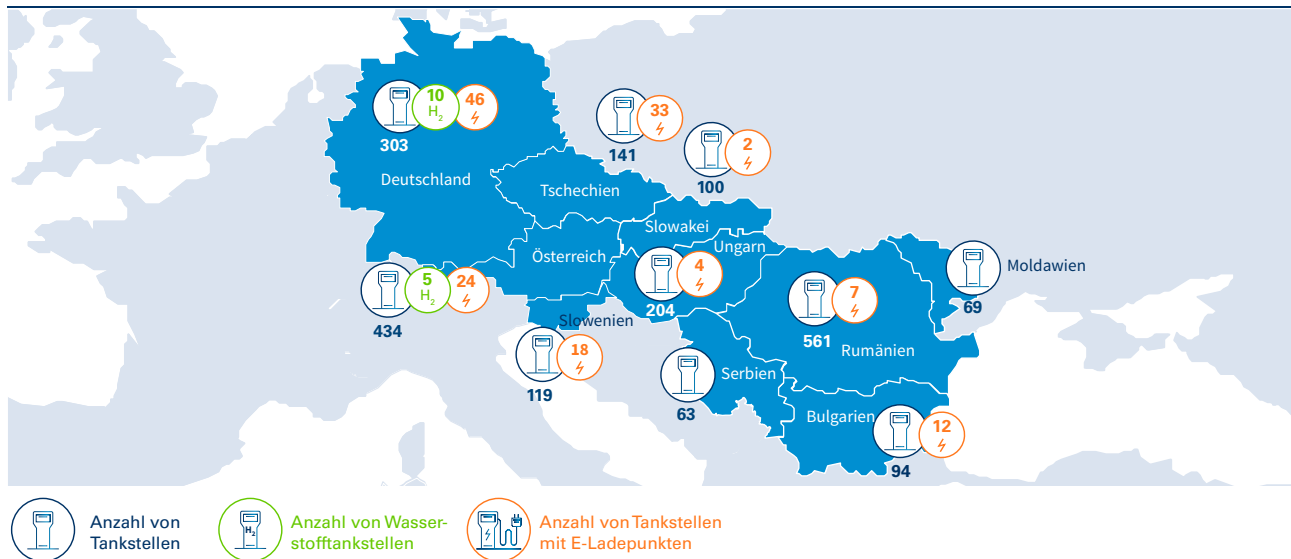 10
H₂
46
303
Deutschland
33
141
2
100
Tschechien
Slowakei
Ungarn
Österreich
4
204
5
H₂
24
434
Slowenien
18
119
7
561
Rumänien
Moldawien
69
Serbien
63
Bulgarien
12
94
Anzahl von
Tankstellen
H₂
Anzahl von Wasser-
stofftankstellen
Anzahl von Tankstellen
mit E-Ladepunkten